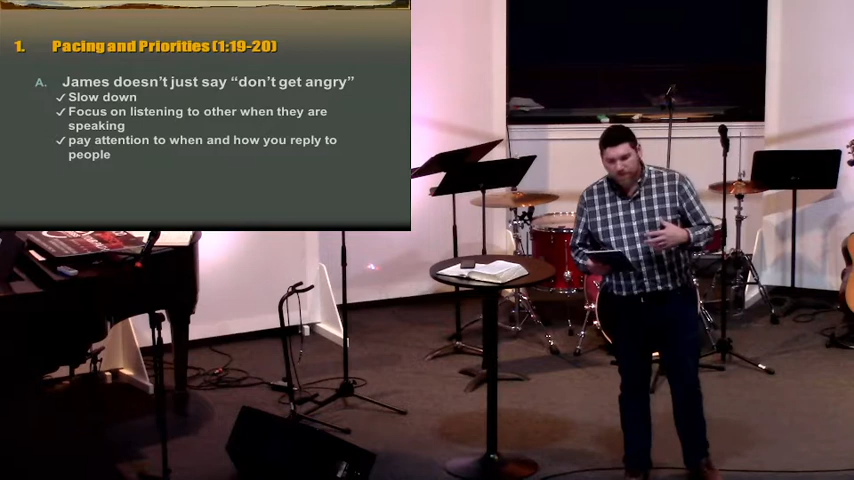 1. Pacing and Priorities (1:19-20)
A. James doesn't just say “don't get angry”
✓ Slow down
✓ Focus on listening to other when they are
speaking
✓ pay attention to when and how you reply to
people